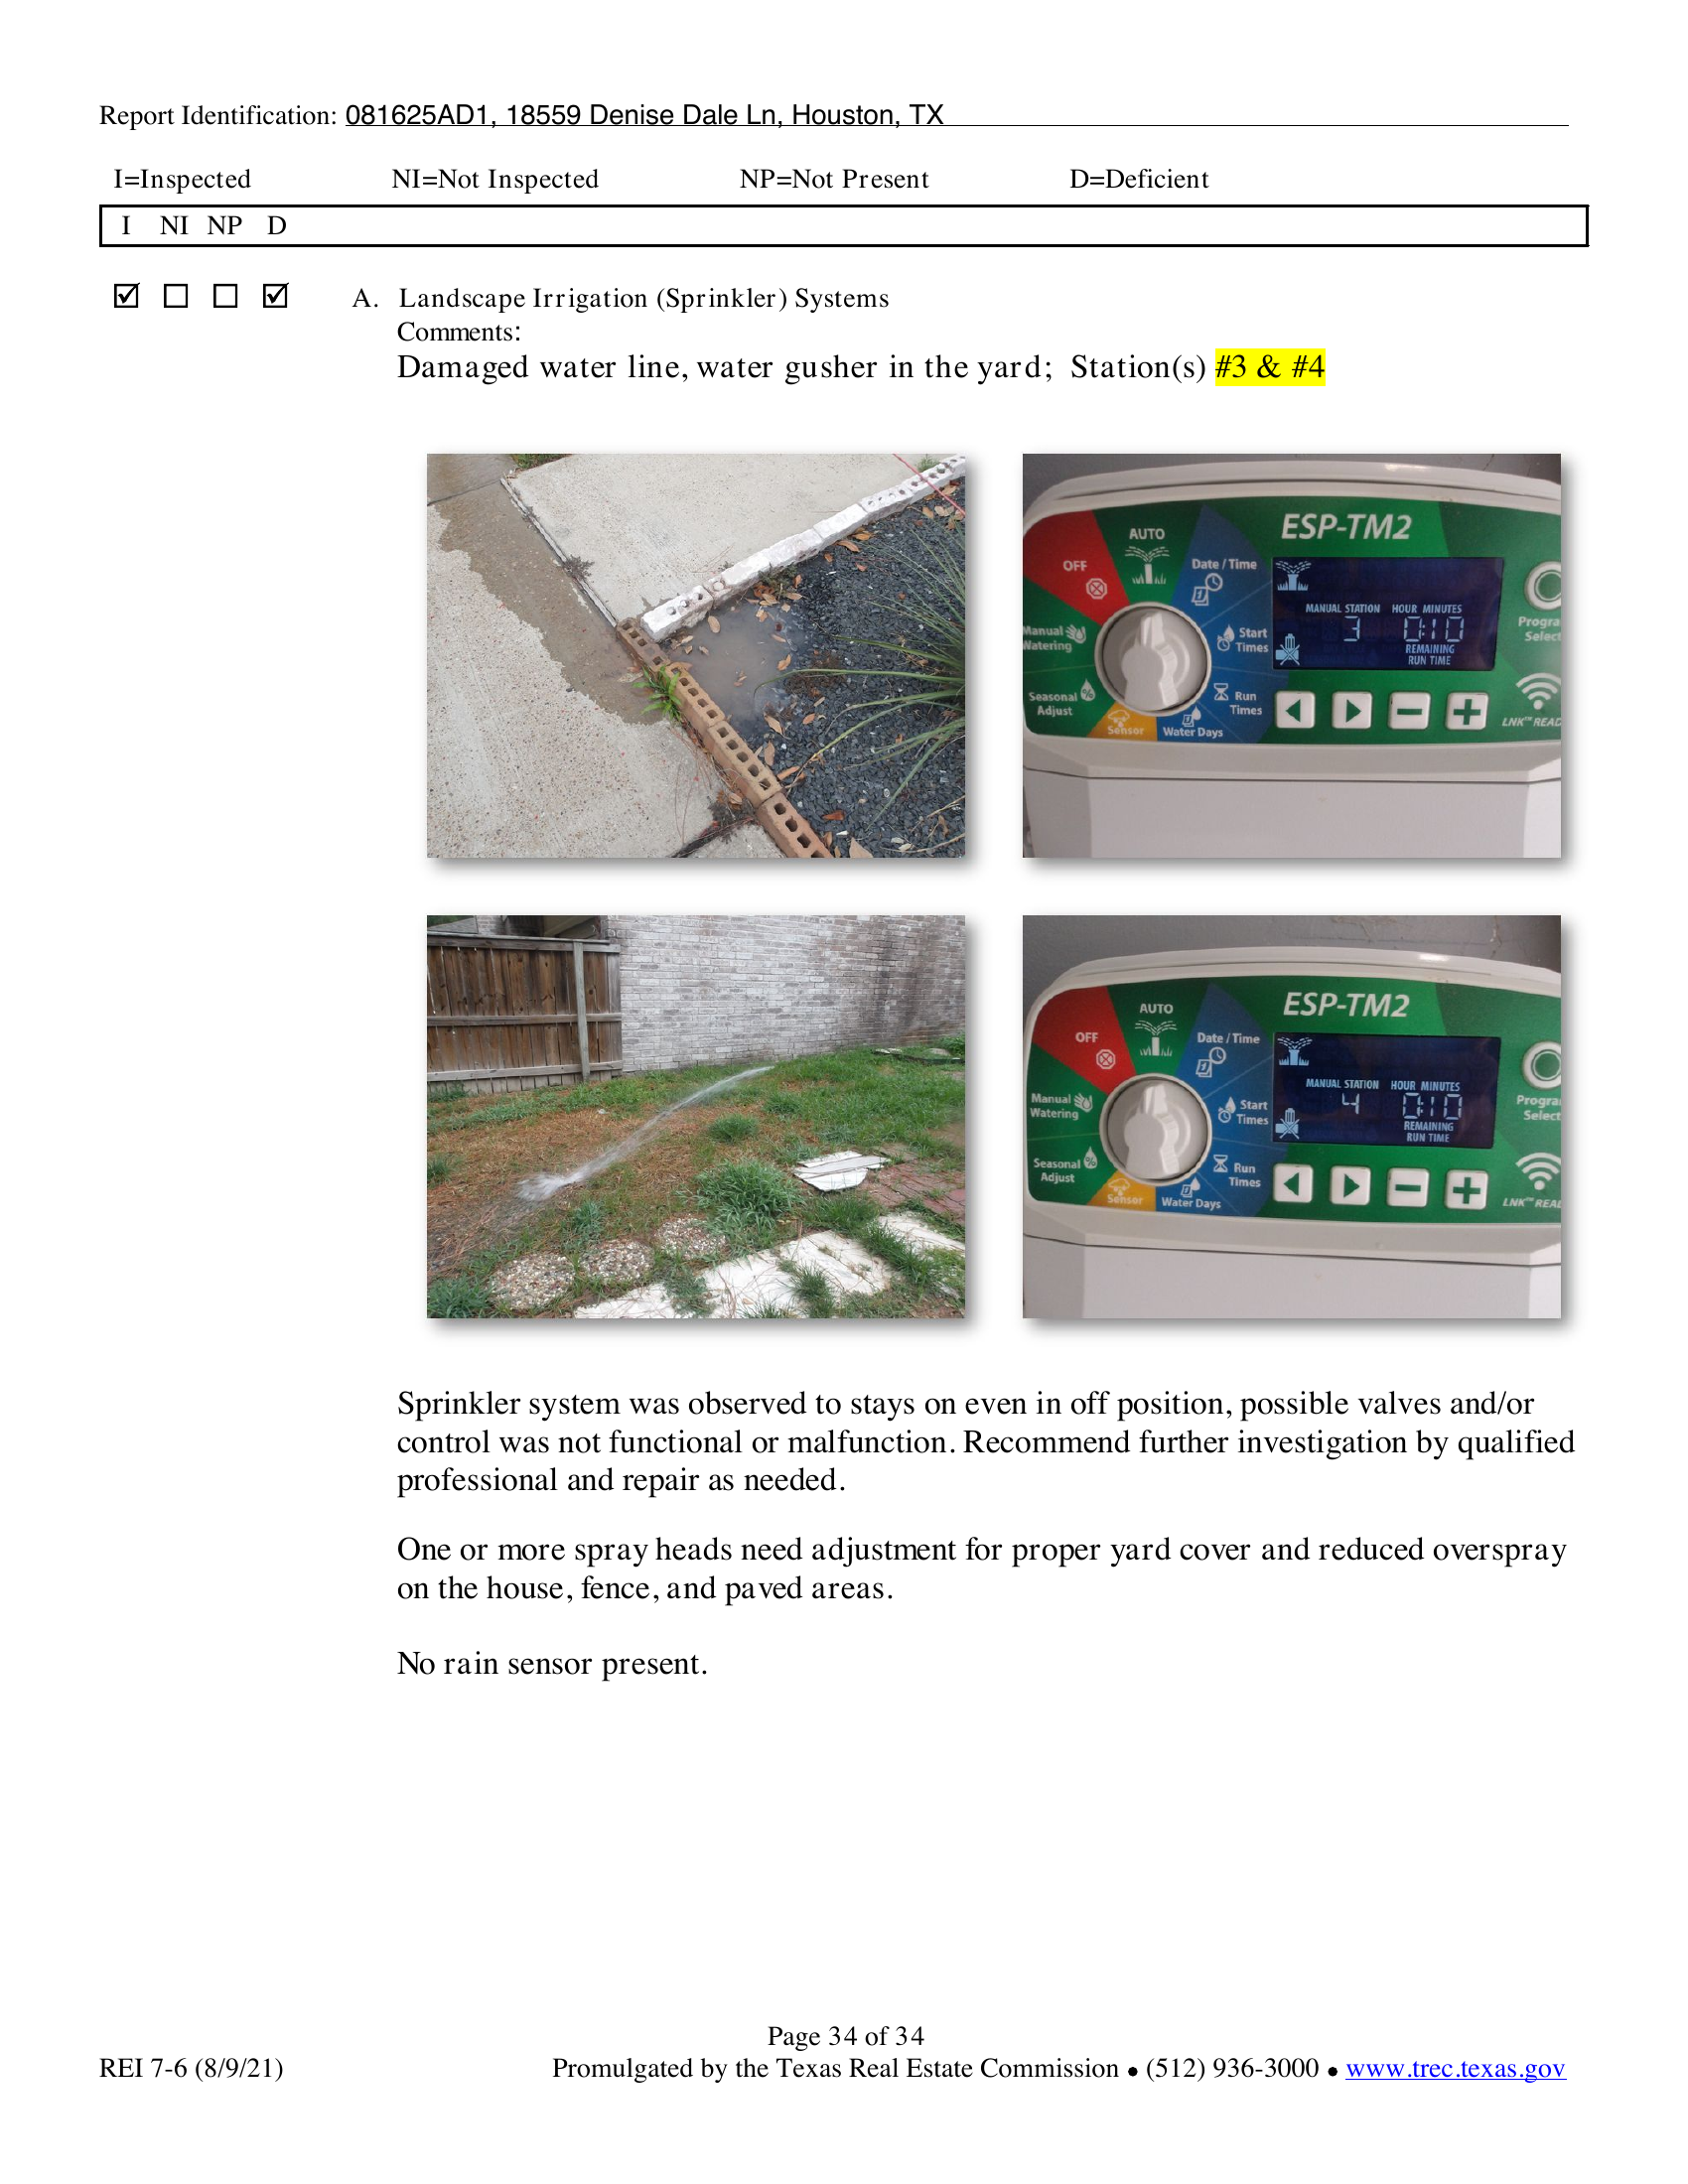 Report Identification: 081625AD1, 18559 Denise Dale Ln, Houston, TX
I=Inspected NI=Not Inspected NP=Not Present D=Deficient
I NI NP D
A. Landscape Irrigation (Sprinkler) Systems
Comments:
Damaged water line, water gusher in the yard; Station(s) #3 & #4
ESP-TM2
AUTO
OFF
Date / Time
MANUAL STATION HOUR MINUTES
3 0:10
REMAINING
RUN TIME
Manual
Watering
Start
Times
Progra
Select
Seasonal
Adjust
Run
Times
Sensor
Water Days
LNK™ READ
ESP-TM2
AUTO
OFF
Date / Time
MANUAL STATION HOUR MINUTES
4 0:10
REMAINING
RUN TIME
Manual
Watering
Start
Times
Progra
Select
Seasonal
Adjust
Run
Times
Sensor
Water Days
LNK™ REA
Sprinkler system was observed to stays on even in off position, possible valves and/or
control was not functional or malfunction. Recommend further investigation by qualified
professional and repair as needed.
One or more spray heads need adjustment for proper yard cover and reduced overspray
on the house, fence, and paved areas.
No rain sensor present.
Page 34 of 34
REI 7-6 (8/9/21) Promulgated by the Texas Real Estate Commission ● (512) 936-3000 ● www.trec.texas.gov